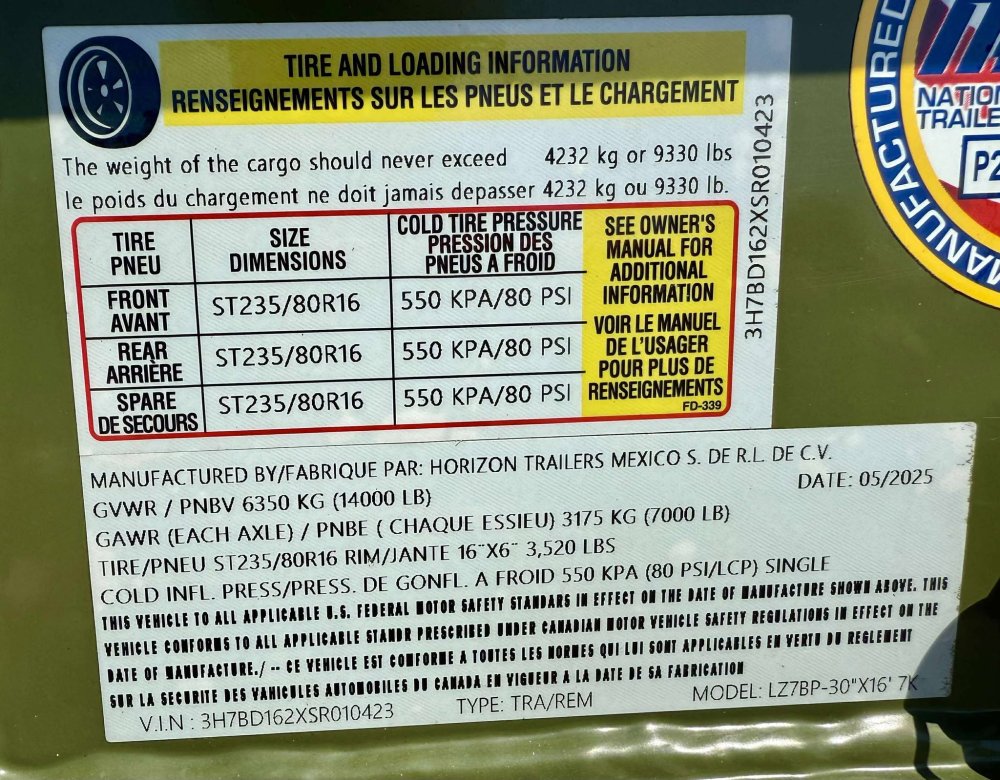 TIRE AND LOADING INFORMATION
RENSEIGNEMENTS SUR LES PNEUS ET LE CHARGEMENT
The weight of the cargo should never exceed 4232 kg or 9330 lbs
le poids du chargement ne doit jamais depasser 4232 kg ou 9330 lb.
TIRE
PNEU
SIZE
DIMENSIONS
COLD TIRE PRESSURE
PRESSION DES
PNEUS A FROID
FRONT
AVANT
ST235/80R16
550 KPA/80 PSI
REAR
ARRIÈRE
ST235/80R16
550 KPA/80 PSI
SPARE
DE SECOURS
ST235/80R16
550 KPA/80 PSI
SEE OWNER'S
MANUAL FOR
ADDITIONAL
INFORMATION
VOIR LE MANUEL
DE L'USAGER
POUR PLUS DE
RENSEIGNEMENTS
FD-339
3H7BD162XSR010423
MANUFACTURED
NATION
TRAILE
P2
MANUFAC
MANUFACTURED BY/FABRIQUE PAR: HORIZON TRAILERS MEXICO S. DE R.L. DE C.V.
DATE: 05/2025
GVWR / PNBV 6350 KG (14000 LB)
GAWR (EACH AXLE) / PNBE ( CHAQUE ESSIEU) 3175 KG (7000 LB)
TIRE/PNEU ST235/80R16 RIM/JANTE 16¨X6¨ 3,520 LBS
COLD INFL. PRESS/PRESS. DE GONFL. A FROID 550 KPA (80 PSI/LCP) SINGLE
THIS VEHICLE TO ALL APPLICABLE U.S. FEDERAL MOTOR SAFETY STANDARS IN EFFECT ON THE DATE OF MANUFACTURE SHOWN ABOVE. THIS
VEHICLE CONFORMS TO ALL APPLICABLE STANDR PRESCRIBED UNDER CANADIAN MOTOR VEHICLE SAFETY REGULATIONS IN EFFECT ON THE
DATE OF MANUFACTURE./ -- CE VEHICLE EST CONFORME A TOUTES LES NORMES QUI LUI SONT APPLICABLES EN VERTU DU REGLEMENT
SUR LA SECURITE DES VAHICULES AUTOMOBILES DU CANADA EN VIGUEUR A LA DATE DE SA FABRICATION
V.I.N : 3H7BD162XSR010423
TYPE: TRA/REM
MODEL: LZ7BP-30"X16' 7K